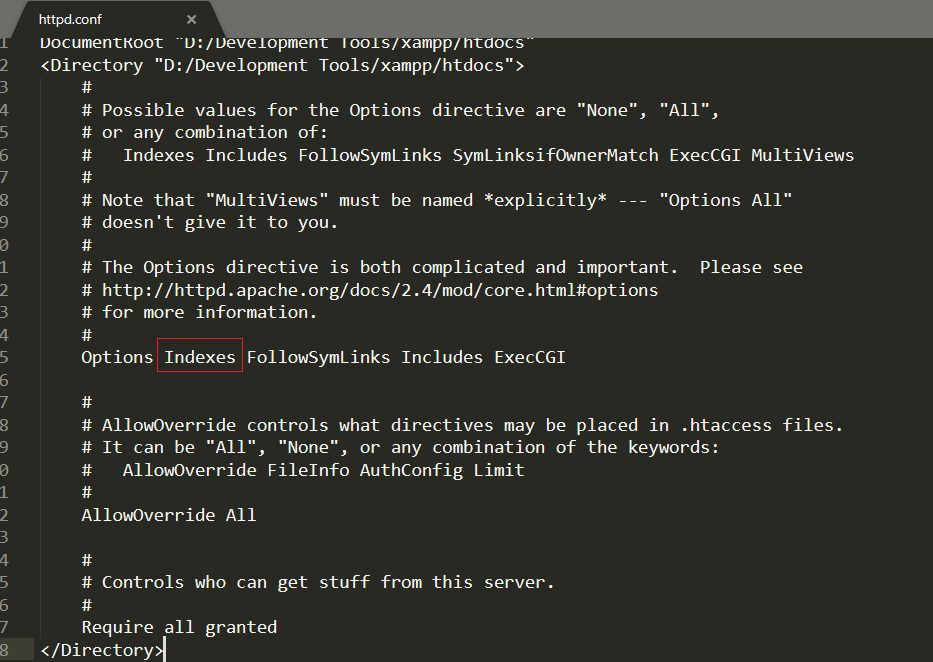 httpd.conf ×
1 DocumentRoot "D:/Development Tools/xampp/htdocs"
2 <Directory "D:/Development Tools/xampp/htdocs">
3 #
4 # Possible values for the Options directive are "None", "All",
5 # or any combination of:
6 #   Indexes Includes FollowSymLinks SymLinksifOwnerMatch ExecCGI MultiViews
7 #
8 # Note that "MultiViews" must be named *explicitly* --- "Options All"
9 # doesn't give it to you.
0 #
1 # The Options directive is both complicated and important.  Please see
2 # http://httpd.apache.org/docs/2.4/mod/core.html#options
3 # for more information.
4 #
5 Options Indexes FollowSymLinks Includes ExecCGI
6
7 #
8 # AllowOverride controls what directives may be placed in .htaccess files.
9 # It can be "All", "None", or any combination of the keywords:
0 #   AllowOverride FileInfo AuthConfig Limit
1 #
2 AllowOverride All
3
4 #
5 # Controls who can get stuff from this server.
6 #
7 Require all granted
8 </Directory>